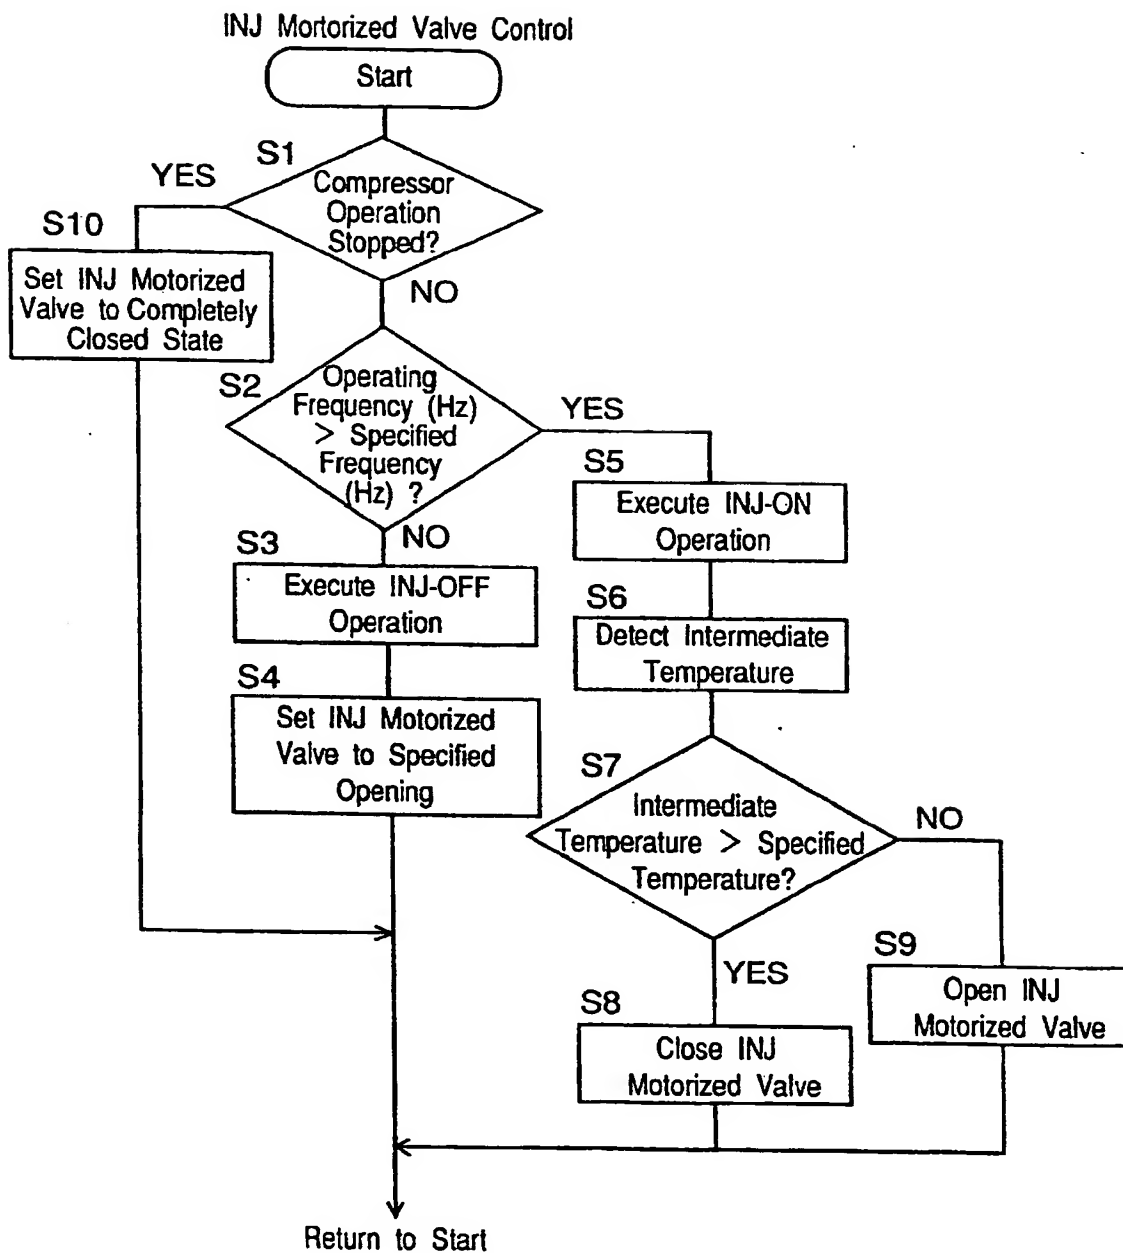 INJ Mortorized Valve Control
Start
S1
YES
Compressor
Operation
Stopped?
NO
S10
Set INJ Motorized
Valve to Completely
Closed State
S2
Operating
Frequency (Hz)
> Specified
Frequency
(Hz) ?
YES
NO
S3
Execute INJ-OFF
Operation
S4
Set INJ Motorized
Valve to Specified
Opening
S5
Execute INJ-ON
Operation
S6
Detect Intermediate
Temperature
S7
Intermediate
Temperature > Specified
Temperature?
NO
YES
S8
Close INJ
Motorized Valve
S9
Open INJ
Motorized Valve
Return to Start